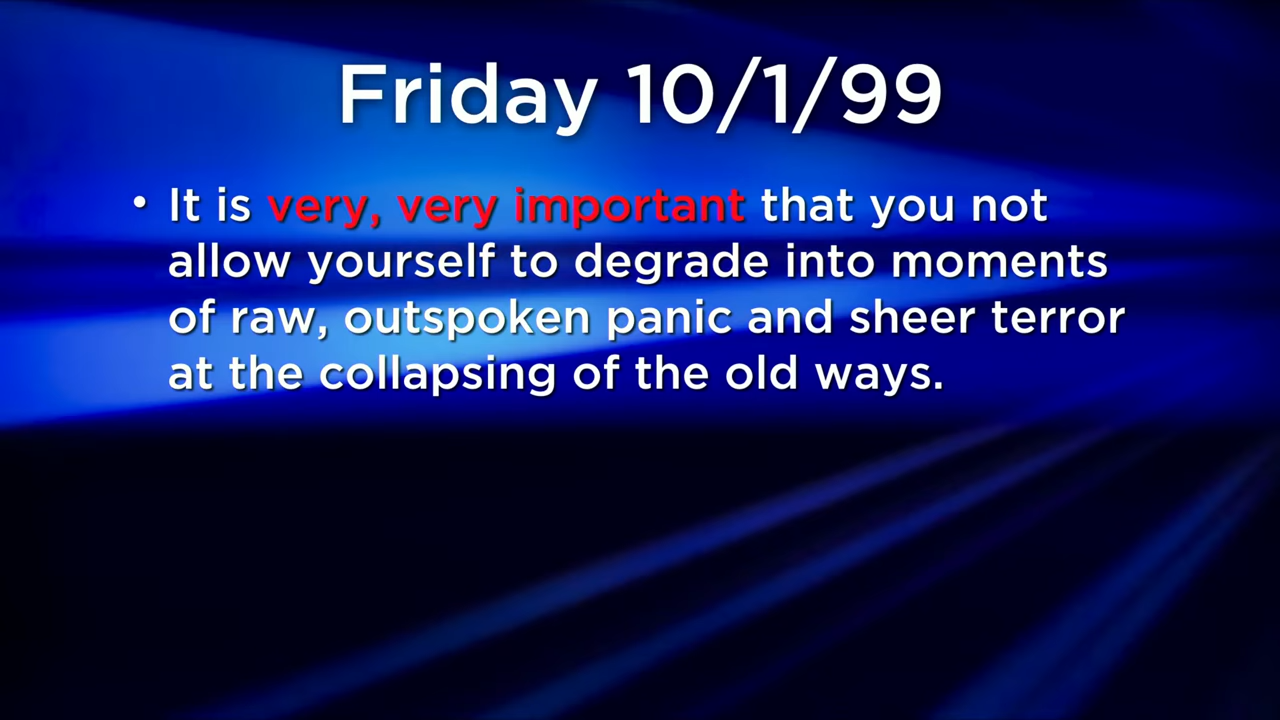 Friday 10/1/99
• It is very, very important that you not
allow yourself to degrade into moments
of raw, outspoken panic and sheer terror
at the collapsing of the old ways.